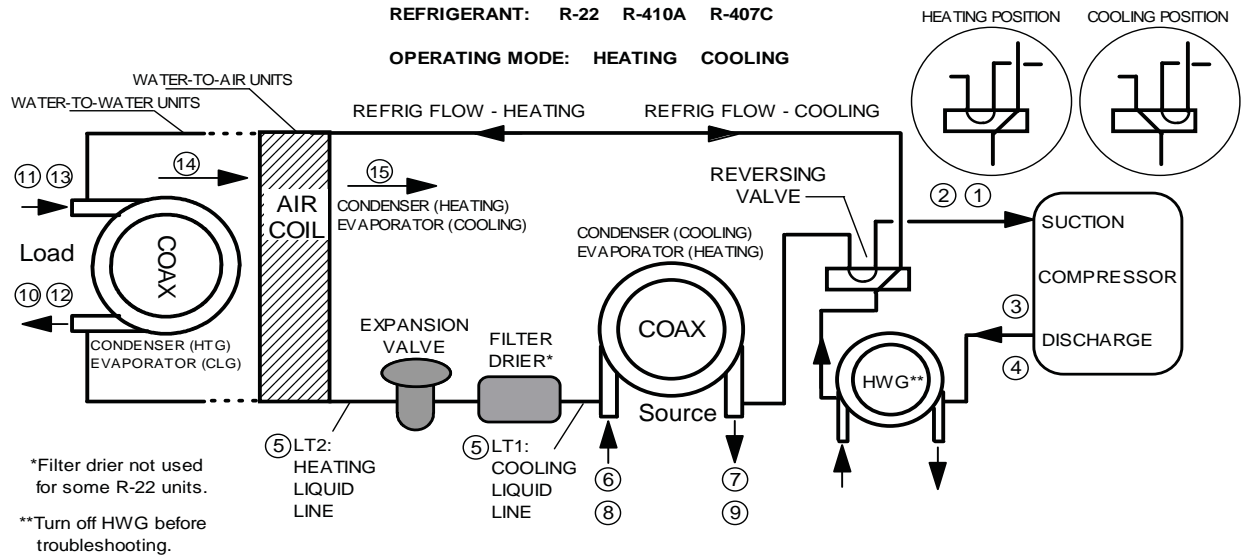 REFRIGERANT: R-22 R-410A R-407C
OPERATING MODE: HEATING COOLING
HEATING POSITION
COOLING POSITION
WATER-TO-AIR UNITS
WATER-TO-WATER UNITS
REFRIG FLOW - HEATING
REFRIG FLOW - COOLING
11 13
14
15
AIR
COIL
CONDENSER (HEATING)
EVAPORATOR (COOLING)
COAX
Load
10 12
CONDENSER (HTG)
EVAPORATOR (CLG)
CONDENSER (COOLING)
EVAPORATOR (HEATING)
COAX
Source
REVERSING
VALVE
2 1
SUCTION
COMPRESSOR
DISCHARGE
3
4
HWG**
EXPANSION
VALVE
FILTER
DRIER*
5 LT2:
HEATING
LIQUID
LINE
5 LT1:
COOLING
LIQUID
LINE
6
8
7
9
*Filter drier not used
for some R-22 units.
**Turn off HWG before
troubleshooting.